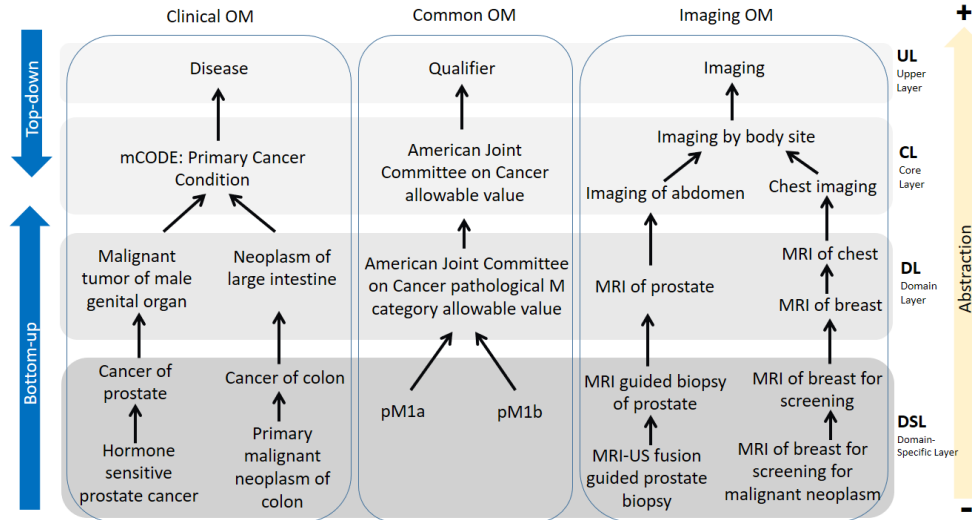 Clinical OM
Common OM
Imaging OM
+
Top-down
Bottom-up
Disease
Qualifier
Imaging
UL
Upper
Layer
mCODE: Primary Cancer
Condition
American Joint
Committee on Cancer
allowable value
Imaging by body site
Imaging of abdomen
Chest imaging
CL
Core
Layer
Malignant
tumor of male
genital organ
Neoplasm of
large intestine
American Joint Committee
on Cancer pathological M
category allowable value
MRI of prostate
MRI of chest
MRI of breast
DL
Domain
Layer
Abstraction
Cancer of
prostate
Cancer of colon
pM1a
pM1b
MRI guided biopsy
of prostate
MRI of breast for
screening
DSL
Domain-
Specific Layer
Hormone
sensitive
prostate cancer
Primary
malignant
neoplasm of
colon
MRI-US fusion
guided prostate
biopsy
MRI of breast for
screening for
malignant neoplasm
-